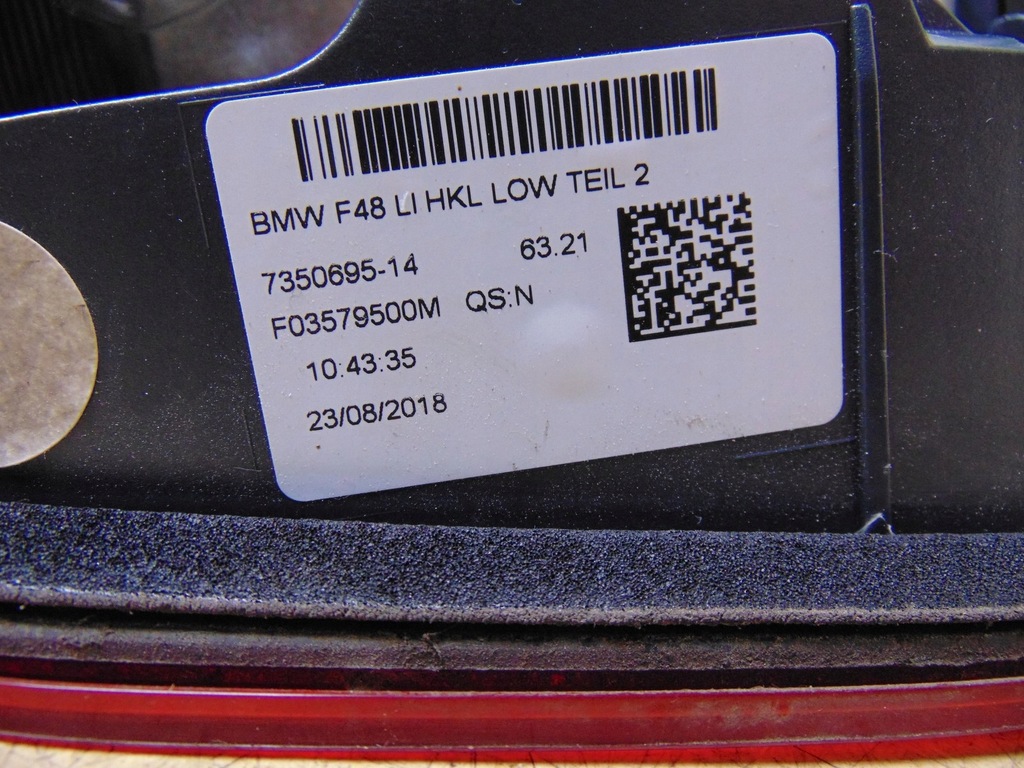 BMW F48 LI HKL LOW TEIL 2
7350695-14 63.21
F03579500M QS:N
10:43:35
23/08/2018